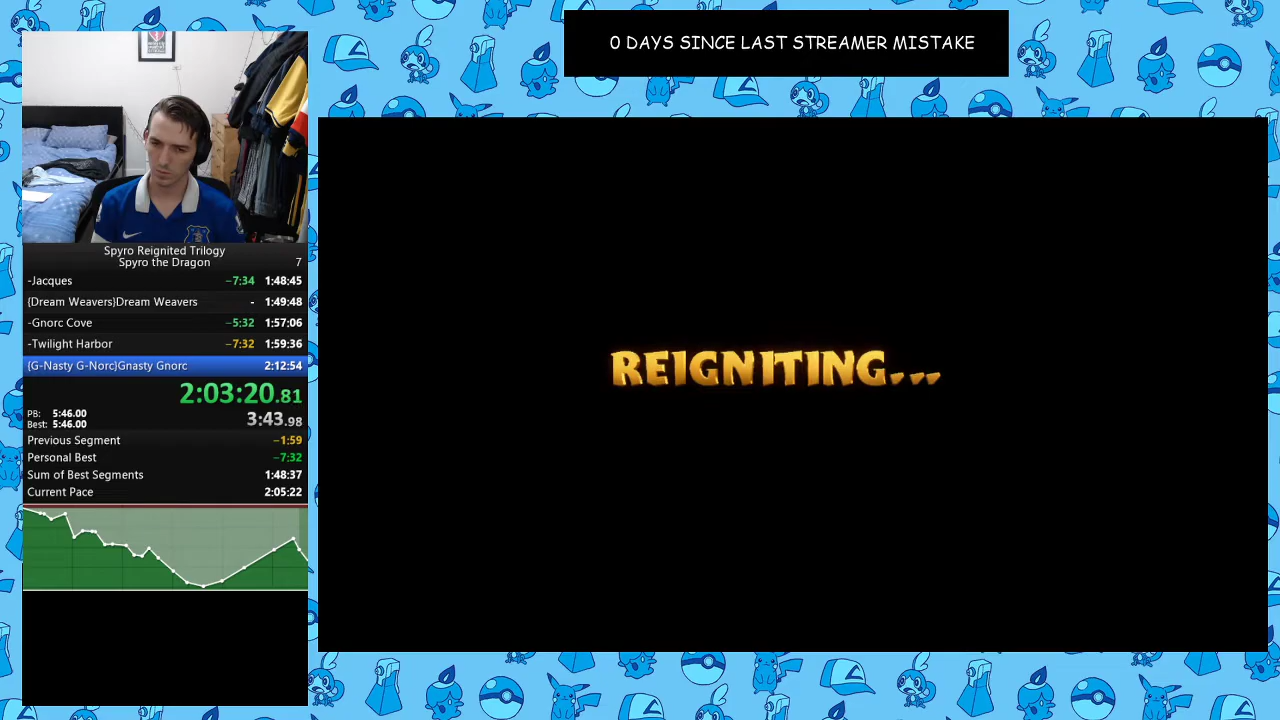 0 DAYS SINCE LAST STREAMER MISTAKE
Spyro Reignited Trilogy
Spyro the Dragon 7
-Jacques −7:34 1:48:45
{Dream Weavers}Dream Weavers - 1:49:48
-Gnorc Cove −5:32 1:57:06
-Twilight Harbor −7:32 1:59:36
{G-Nasty G-Norc}Gnasty Gnorc 2:12:54
2:03:20.81
PB: 5:46.00
Best: 5:46.00
3:43.98
Previous Segment −1:59
Personal Best −7:32
Sum of Best Segments 1:48:37
Current Pace 2:05:22
REIGNITING...